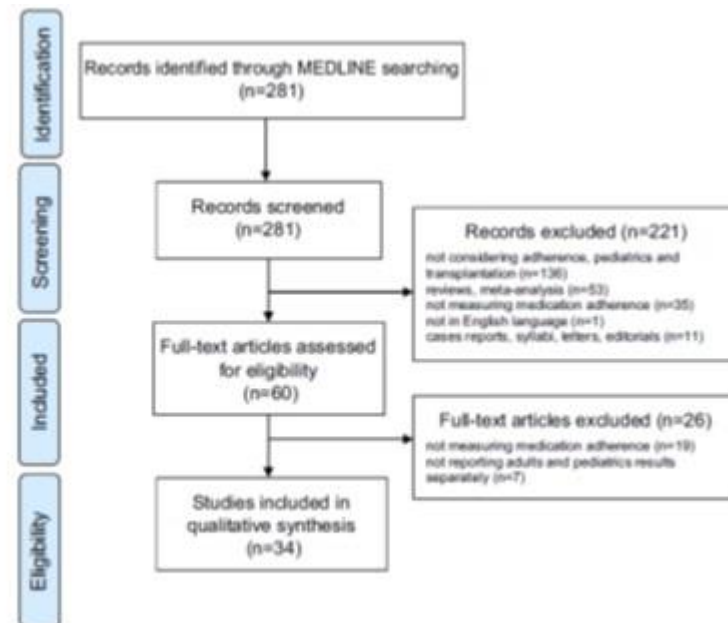 Identification
Records identified through MEDLINE searching
(n=281)
Screening
Records screened
(n=281)
Records excluded (n=221)
not considering adherence, pediatrics and
transplantation (n=136)
reviews, meta-analysis (n=53)
not measuring medication adherence (n=35)
not in English language (n=1)
cases reports, syllabi, letters, editorials (n=11)
Included
Full-text articles assessed
for eligibility
(n=60)
Full-text articles excluded (n=26)
not measuring medication adherence (n=19)
not reporting adults and pediatrics results
separately (n=7)
Eligibility
Studies included in
qualitative synthesis
(n=34)